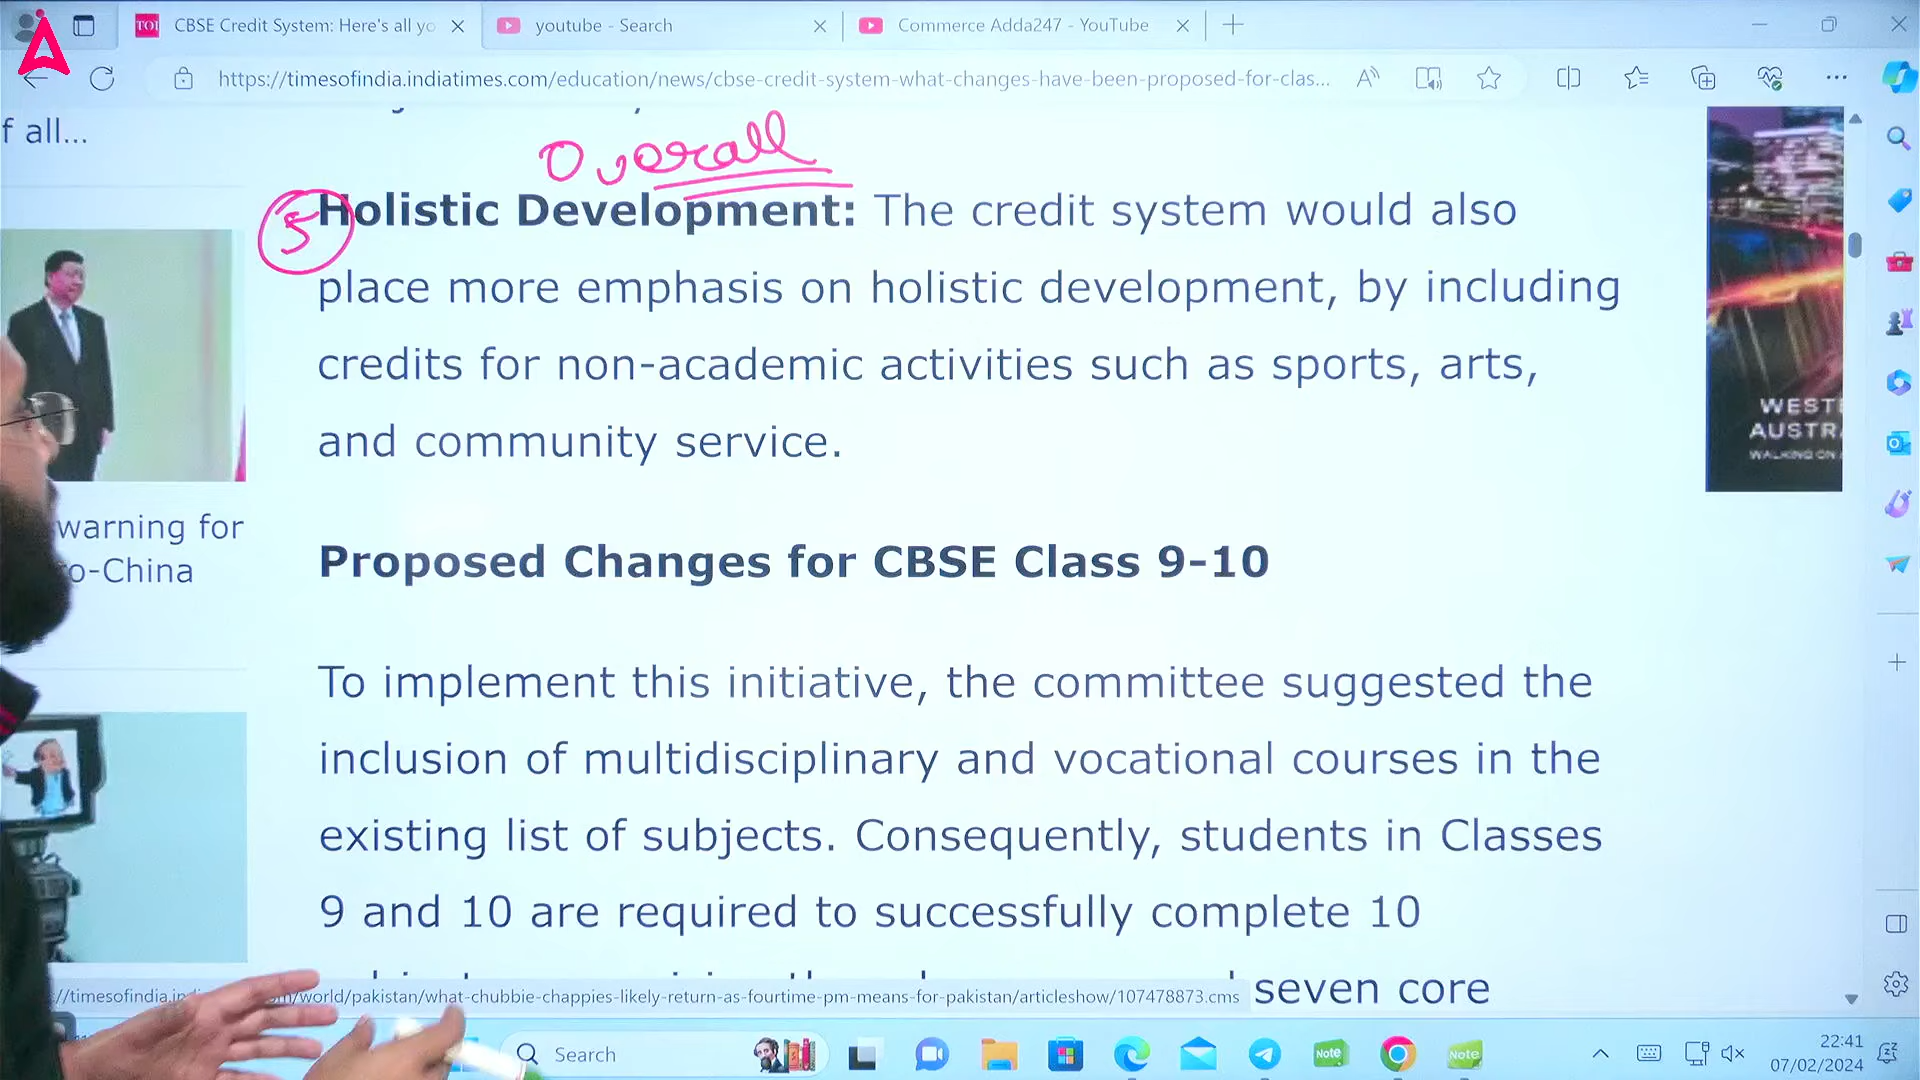 TOI CBSE Credit System: Here's all yo
youtube - Search
Commerce Adda247 - YouTube
https://timesofindia.indiatimes.com/education/news/cbse-credit-system-what-changes-have-been-proposed-for-clas...
f all...
Overall
5
Holistic Development: The credit system would also
place more emphasis on holistic development, by including
credits for non-academic activities such as sports, arts,
and community service.
WEST
AUSTR
WALKING ON
warning for
o-China
Proposed Changes for CBSE Class 9-10
To implement this initiative, the committee suggested the
inclusion of multidisciplinary and vocational courses in the
existing list of subjects. Consequently, students in Classes
9 and 10 are required to successfully complete 10
seven core
://timesofindia.in m/world/pakistan/what-chubbie-chappies-likely-return-as-fourtime-pm-means-for-pakistan/articleshow/107478873.cms
Search
Note
Note
22:41
07/02/2024